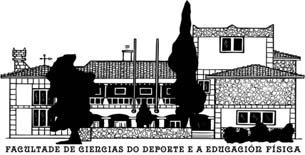 FACULTADE DE CIENCIAS DO DEPORTE E A EDUCACIÓN FÍSICA